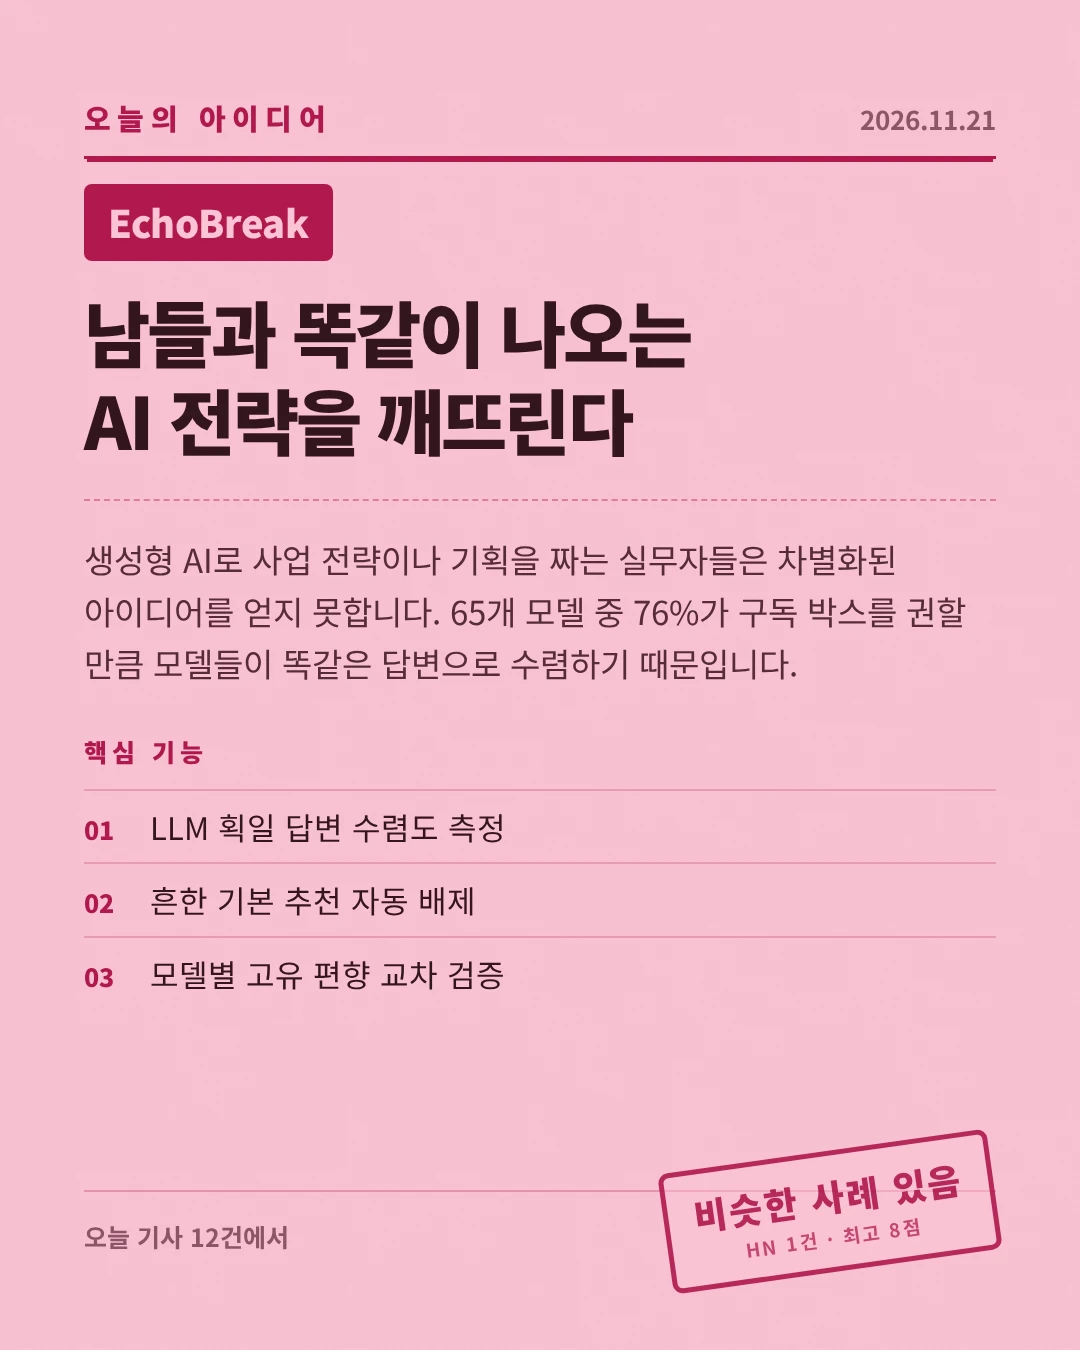 오늘의 아이디어
2026.11.21
EchoBreak
남들과 똑같이 나오는
AI 전략을 깨뜨린다
생성형 AI로 사업 전략이나 기획을 짜는 실무자들은 차별화된
아이디어를 얻지 못합니다. 65개 모델 중 76%가 구독 박스를 권할
만큼 모델들이 똑같은 답변으로 수렴하기 때문입니다.
핵심 기능
01 LLM 획일 답변 수렴도 측정
02 흔한 기본 추천 자동 배제
03 모델별 고유 편향 교차 검증
비슷한 사례 있음
HN 1건 · 최고 8점
오늘 기사 12건에서